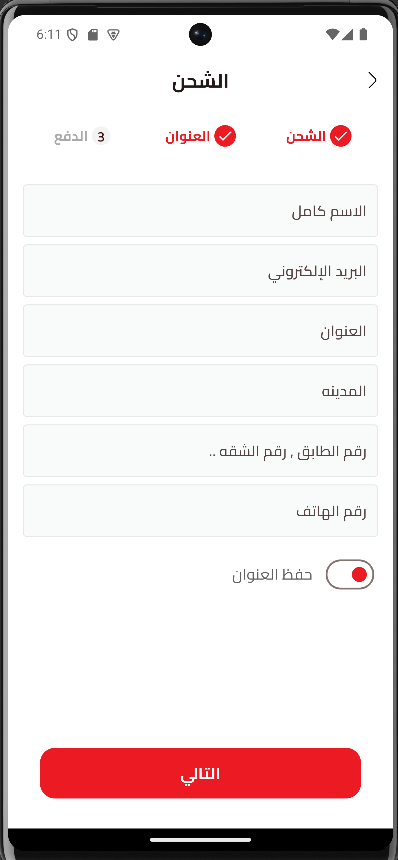 6:11
الشحن
الشحن العنوان 3 الدفع
الاسم كامل
البريد الإلكتروني
العنوان
المدينه
رقم الطابق , رقم الشقه ..
رقم الهاتف
حفظ العنوان
التالي